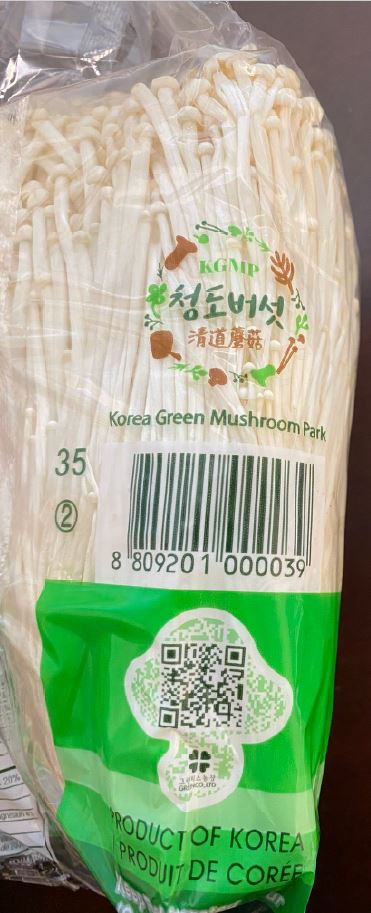 KGMP
청도버섯
清道蘑菇
Korea Green Mushroom Park
35
②
8 809201 000039
PRODUCT OF KOREA
PRODUIT DE CORÉE
20%